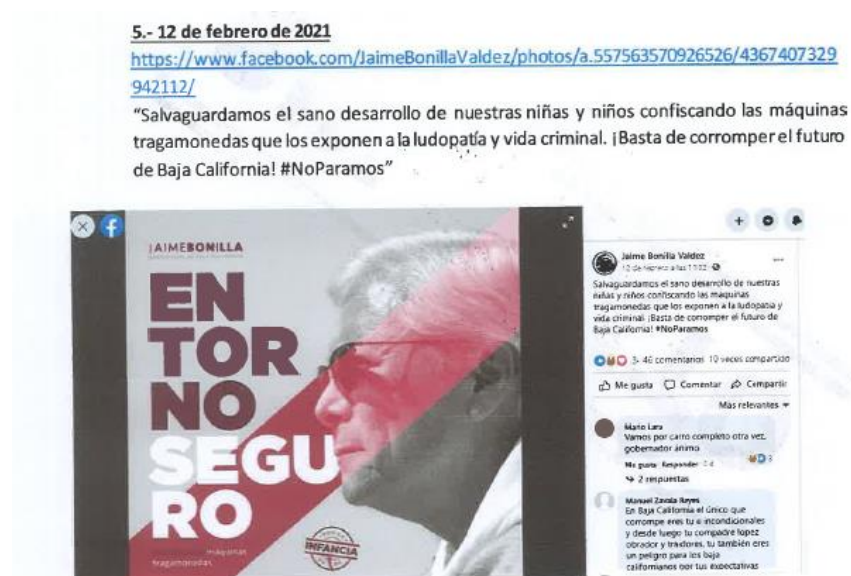 5.- 12 de febrero de 2021
https://www.facebook.com/JaimeBonillaValdez/photos/a.557563570926526/4367407329
942112/
“Salvaguardamos el sano desarrollo de nuestras niñas y niños confiscando las máquinas
tragamonedas que los exponen a la ludopatía y vida criminal. ¡Basta de corromper el futuro
de Baja California! #NoParamos”
JAIMEBONILLA
EN
TOR
NO
SEGU
RO
máquinas
tragamonedas
INFANCIA
Jaime Bonilla Valdez
12 de febrero a las
Salvaguardamos el sano desarrollo de nuestras
niñas y niños confiscando las máquinas
tragamonedas que los exponen a la ludopatía y
vida criminal. ¡Basta de corromper el futuro de
Baja California! #NoParamos
46 comentarios 10 veces compartido
Me gusta Comentar Compartir
Más relevantes
Mario Lara
Vamos por carro completo otra vez,
gobernador ánimo
Me gusta Responder
3
2 respuestas
Manuel Zavala Reyes
En Baja California el único que
corrompe eres tu e incondicionales
y desde luego tu compadre lopez
obrador y traidores, tu también eres
un peligro para los baja
californianos por tus expectativas